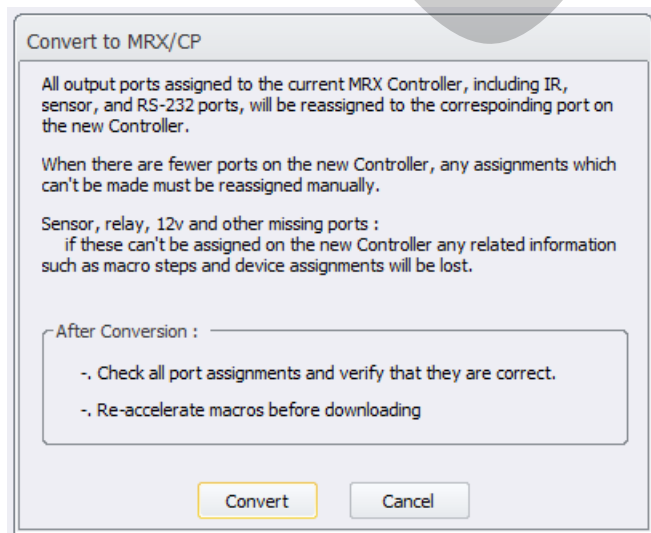 Convert to MRX/CP
All output ports assigned to the current MRX Controller, including IR,
sensor, and RS-232 ports, will be reassigned to the correspoinding port on
the new Controller.
When there are fewer ports on the new Controller, any assignments which
can't be made must be reassigned manually.
Sensor, relay, 12v and other missing ports :
if these can't be assigned on the new Controller any related information
such as macro steps and device assignments will be lost.
After Conversion :
-. Check all port assignments and verify that they are correct.
-. Re-accelerate macros before downloading
Convert Cancel